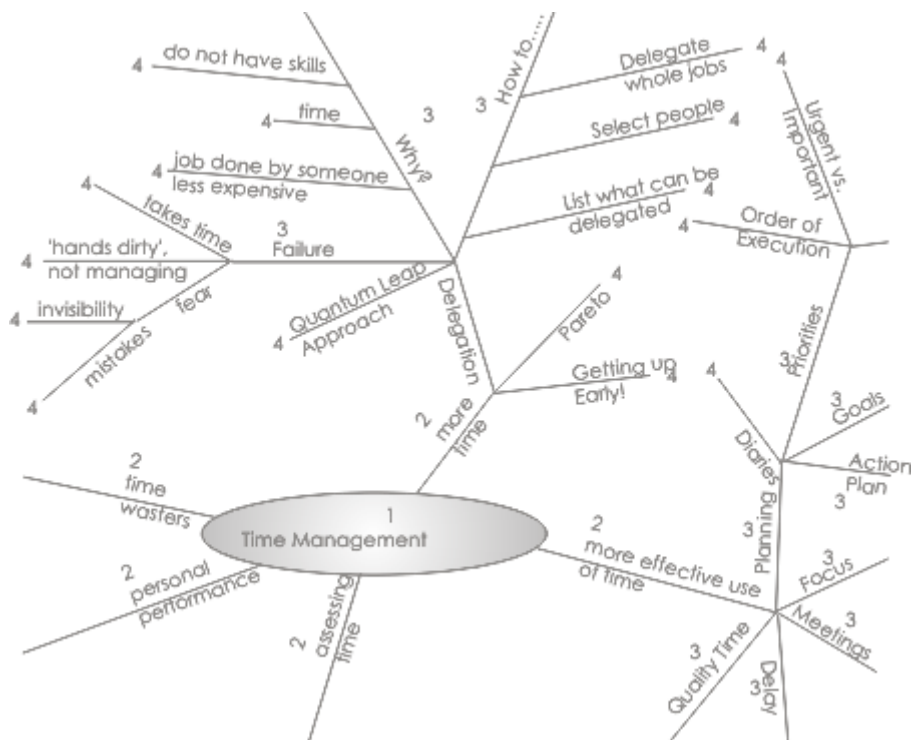 do not have skills
4
time
4
job done by someone
less expensive
4
Why?
3
How to.....
3
Delegate
whole jobs
4
Select people
4
List what can be
delegated
4
4
Urgent vs.
Important
Order of
Execution
4
takes time
4
'hands dirty',
not managing
4
invisibility
4
mistakes
4
fear
3
Failure
Quantum Leap
Approach
4
Delegation
Pareto
4
Getting up
Early!
4
2
more
time
Priorities
3
3
Goals
Action
Plan
3
Diaries
4
Planning
3
2
time
wasters
1
Time Management
2
more effective use
of time
3
Focus
3
Meetings
3
Quality Time
3
Delay
2
personal
performance
2
assessing
time